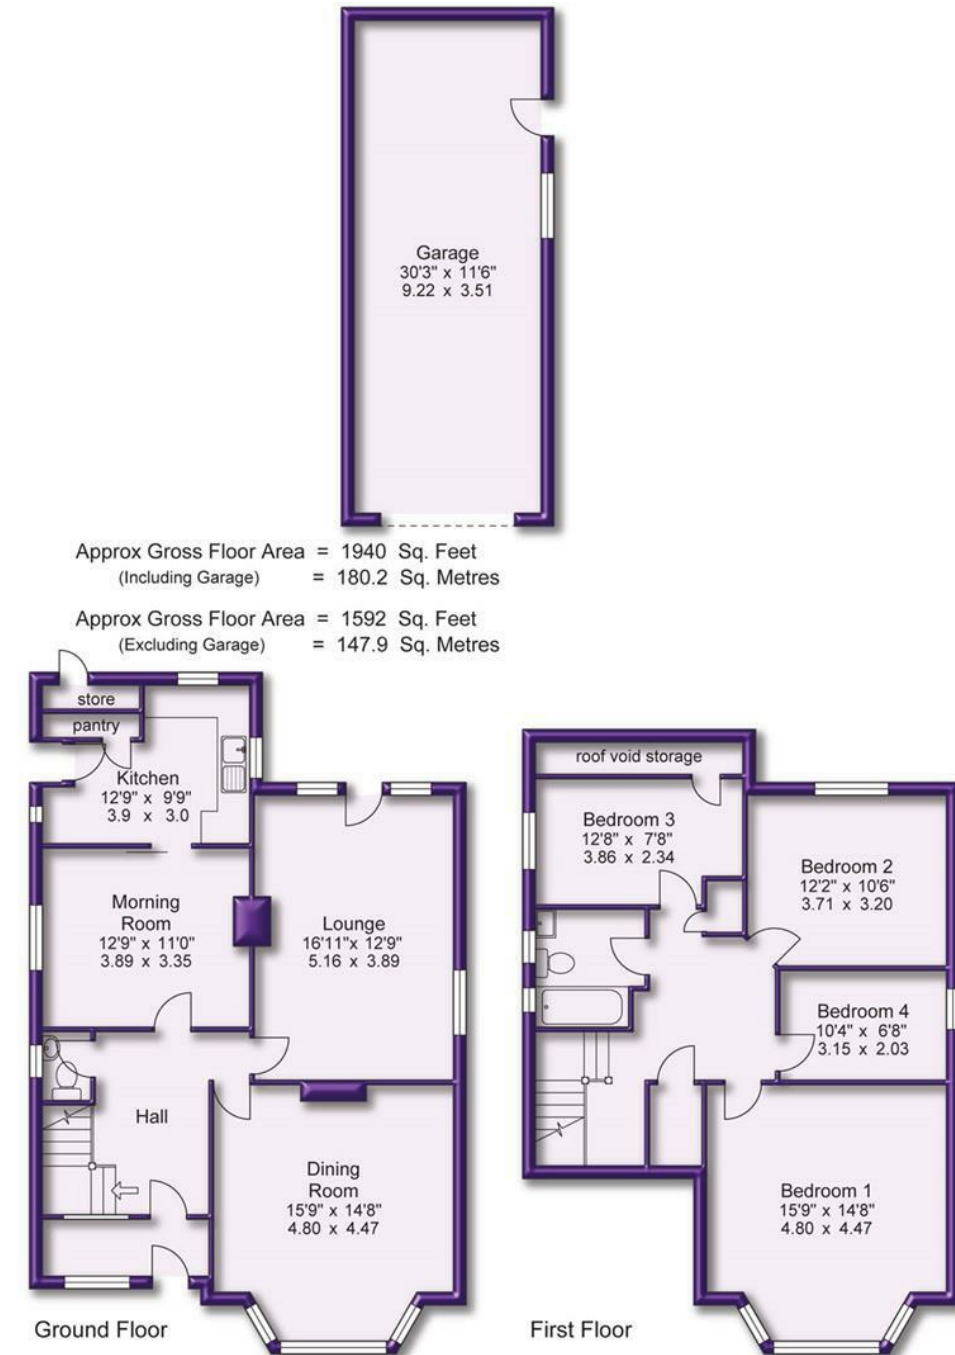 Garage
30'3" x 11'6"
9.22 x 3.51
Approx Gross Floor Area = 1940 Sq. Feet
(Including Garage) = 180.2 Sq. Metres
Approx Gross Floor Area = 1592 Sq. Feet
(Excluding Garage) = 147.9 Sq. Metres
store
pantry
Kitchen
12'9" x 9'9"
3.9 x 3.0
Morning
Room
12'9" x 11'0"
3.89 x 3.35
Lounge
16'11"x 12'9"
5.16 x 3.89
Hall
Dining
Room
15'9" x 14'8"
4.80 x 4.47
Ground Floor
roof void storage
Bedroom 3
12'8" x 7'8"
3.86 x 2.34
Bedroom 2
12'2" x 10'6"
3.71 x 3.20
Bedroom 4
10'4" x 6'8"
3.15 x 2.03
Bedroom 1
15'9" x 14'8"
4.80 x 4.47
First Floor